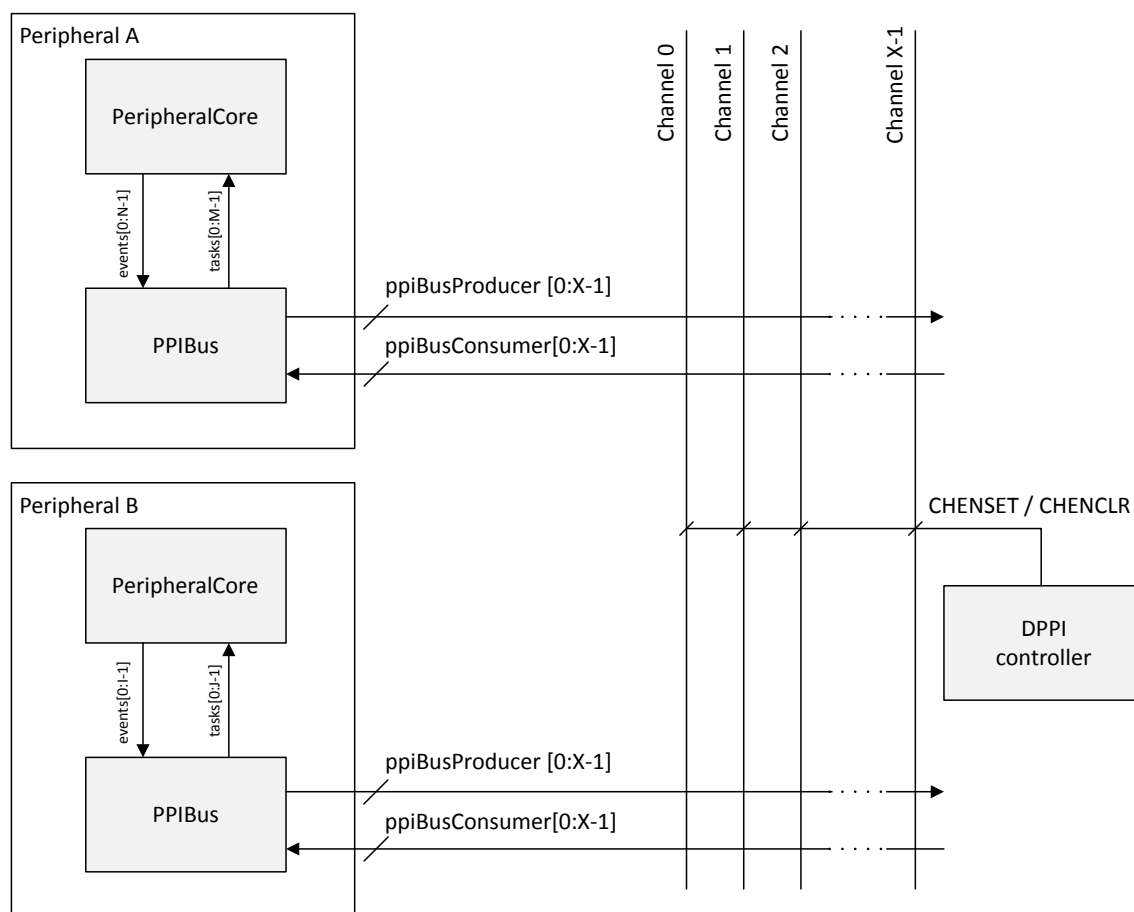 Peripheral A
PeripheralCore
events[0:N-1]
tasks[0:M-1]
PPIBus
ppiBusProducer [0:X-1]
ppiBusConsumer[0:X-1]
Channel 0
Channel 1
Channel 2
Channel X-1
Peripheral B
PeripheralCore
events[0:I-1]
tasks[0:J-1]
PPIBus
ppiBusProducer [0:X-1]
ppiBusConsumer[0:X-1]
CHENSET / CHENCLR
DPPI
controller